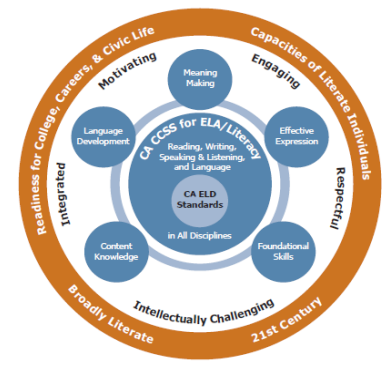 Readiness for College, Careers, & Civic Life
Capacities of Literate Individuals
Broadly Literate
21st Century
Motivating
Engaging
Integrated
Respectful
Intellectually Challenging
Meaning
Making
Language
Development
Effective
Expression
Content
Knowledge
Foundational
Skills
CA CCSS for ELA/Literacy
Reading, Writing,
Speaking & Listening,
and Language
CA ELD
Standards
in All Disciplines